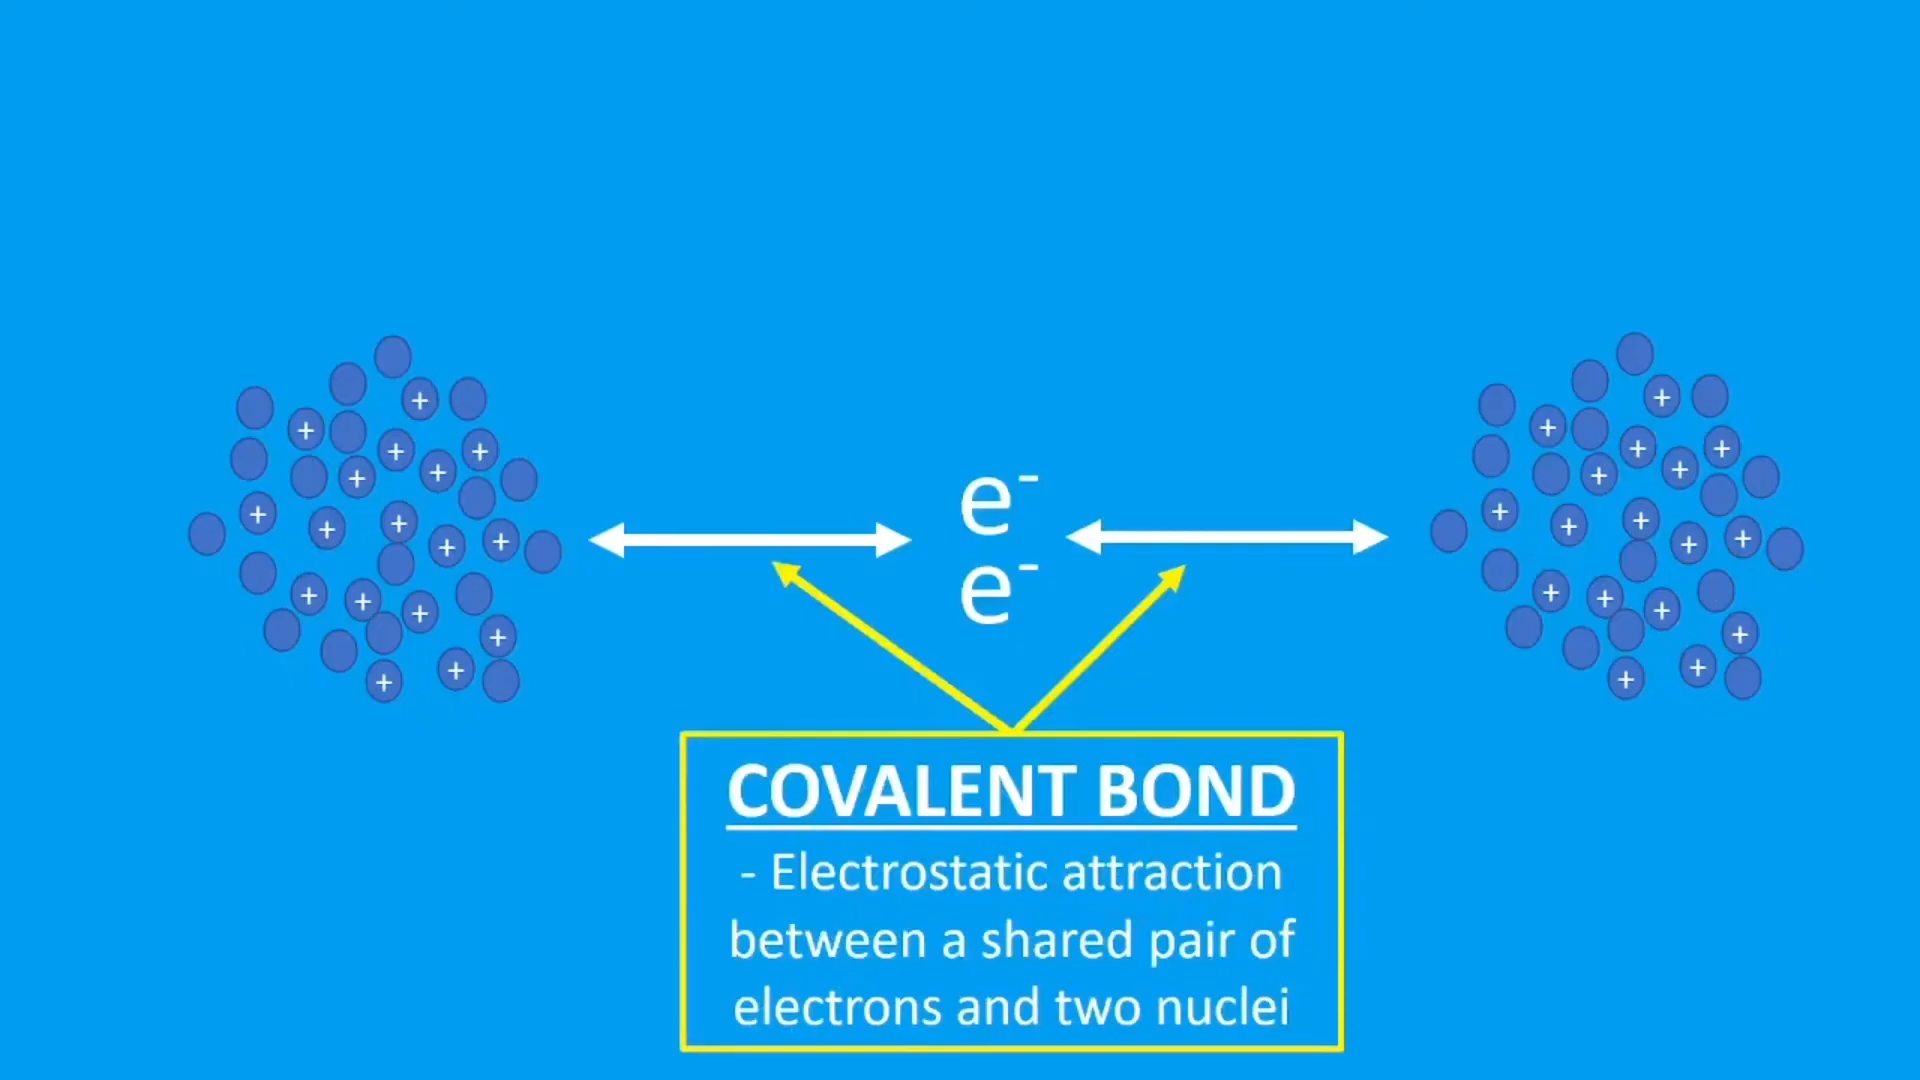 e-
e-
COVALENT BOND
- Electrostatic attraction
between a shared pair of
electrons and two nuclei
+ + + + + + + + + + + + + + + + + +
+ + + + + + + + + + + + + + + + + +